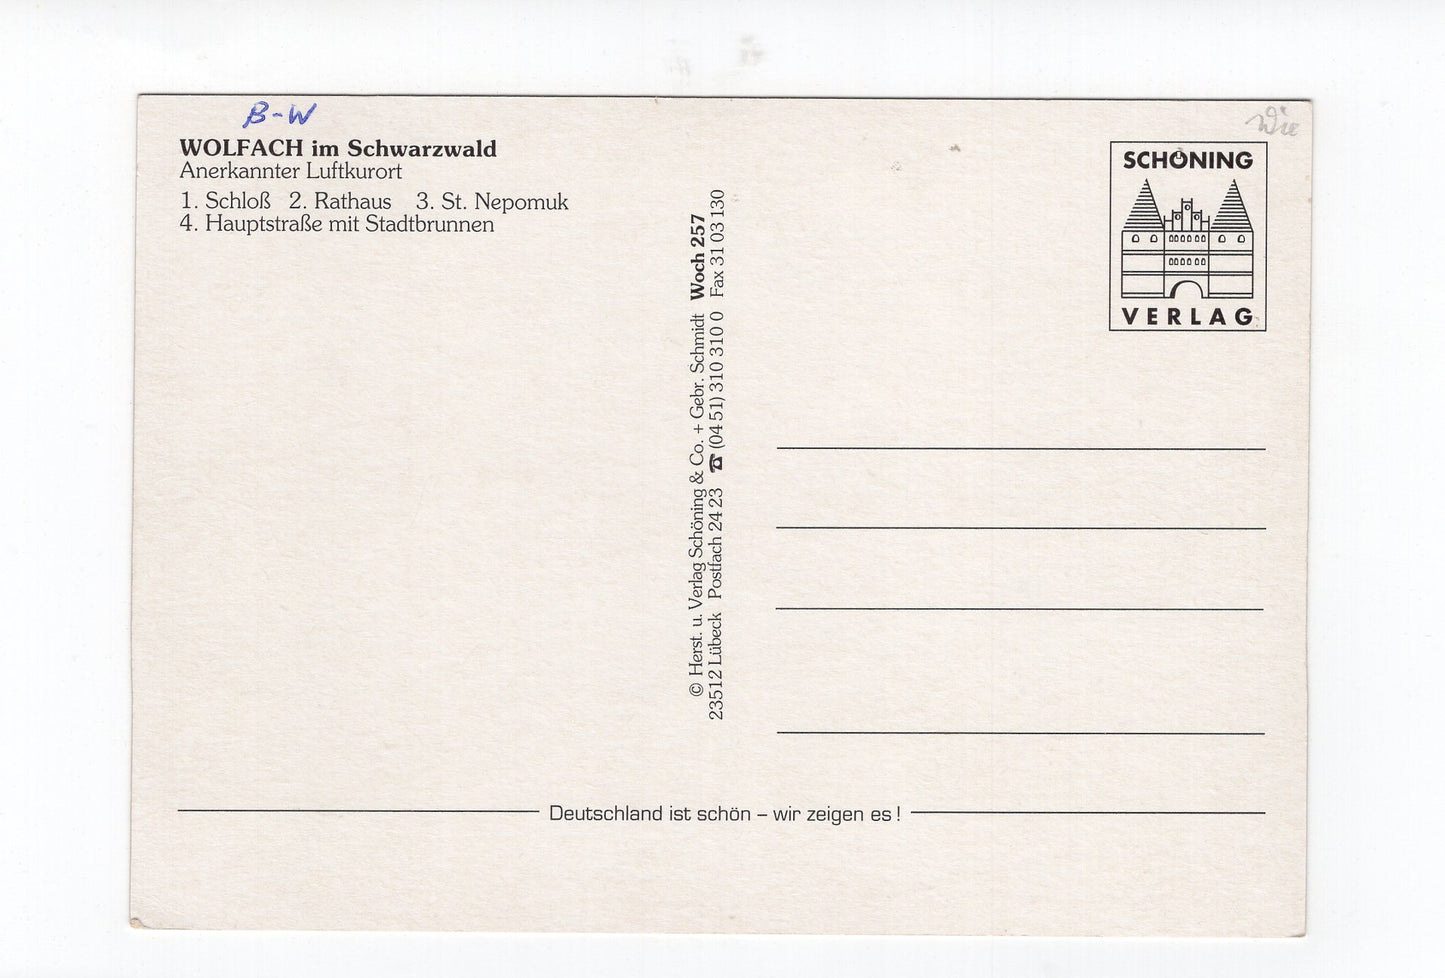 B-W
WOLFACH im Schwarzwald
Anerkannter Luftkurort
1. Schloß 2. Rathaus 3. St. Nepomuk
4. Hauptstraße mit Stadtbrunnen
© Herst. u. Verlag Schöning & Co. + Gebr. Schmidt Woch 257
23512 Lübeck Postfach 24 23 ☎ (04 51) 310 310 0 Fax 31 03 130
SCHÖNING
VERLAG
Deutschland ist schön – wir zeigen es !